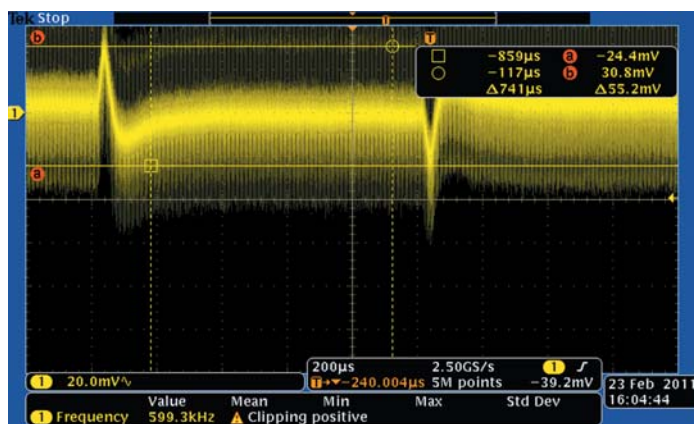 Tek Stop
T
b
T
□ -859µs a -24.4mV
○ -117µs b 30.8mV
Δ741µs Δ55.2mV
1
a
1 20.0mV∿
200µs 2.50GS/s 1 ∫
T→▼-240.004µs 5M points -39.2mV
Value Mean Min Max Std Dev
1 Frequency 599.3kHz Clipping positive
23 Feb 2011
16:04:44